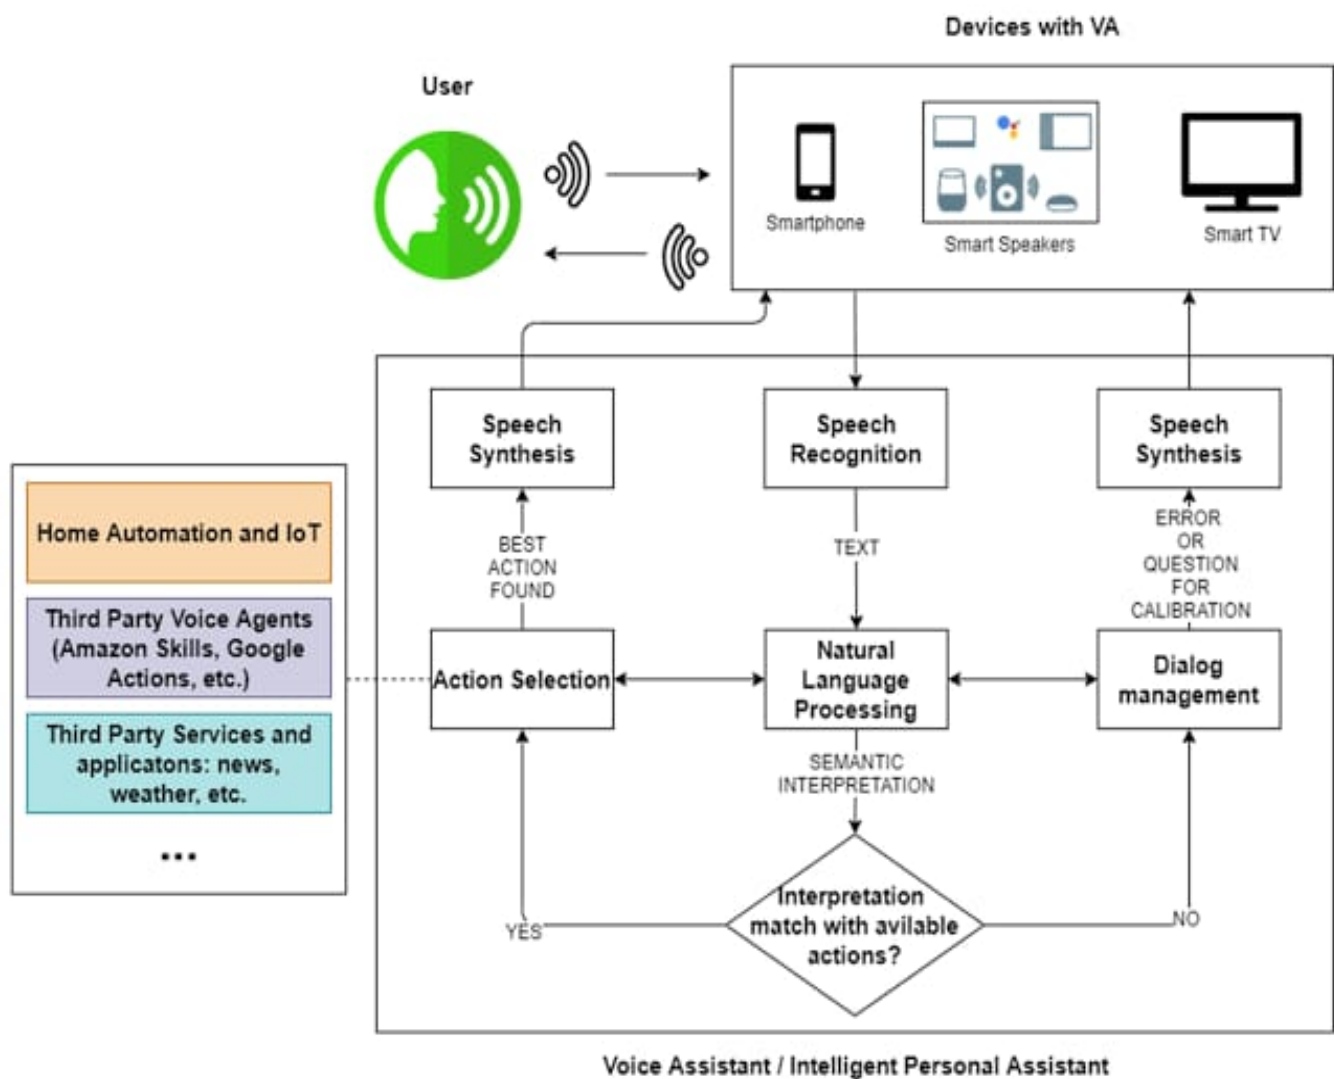 Devices with VA
User
Smartphone
Smart Speakers
Smart TV
Speech
Synthesis
Speech
Recognition
Speech
Synthesis
Home Automation and IoT
Third Party Voice Agents
(Amazon Skills, Google
Actions, etc.)
Third Party Services and
applicatons: news,
weather, etc.
...
BEST
ACTION
FOUND
TEXT
ERROR
OR
QUESTION
FOR
CALIBRATION
Action Selection
Natural
Language
Processing
Dialog
management
SEMANTIC
INTERPRETATION
Interpretation
match with avilable
actions?
YES
NO
Voice Assistant / Intelligent Personal Assistant